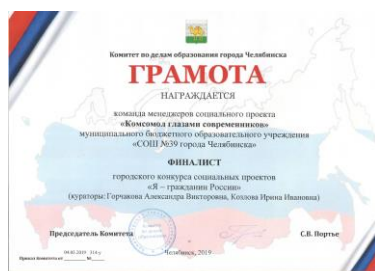 Комитет по делам образования города Челябинска
ГРАМОТА
НАГРАЖДАЕТСЯ
команда менеджеров социального проекта
«Комсомол глазами современников»
муниципального бюджетного образовательного учреждения
«СОШ №39 города Челябинска»
ФИНАЛИСТ
городского конкурса социальных проектов
«Я – гражданин России»
(кураторы: Горчакова Александра Викторовна, Козлова Ирина Ивановна)
Председатель Комитета
С.В. Портье
Челябинск, 2019